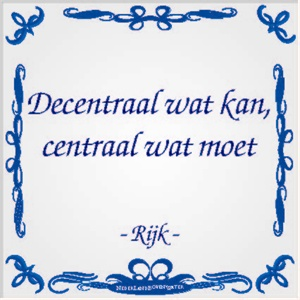 Decentraal wat kan,
centraal wat moet
- Rijk -